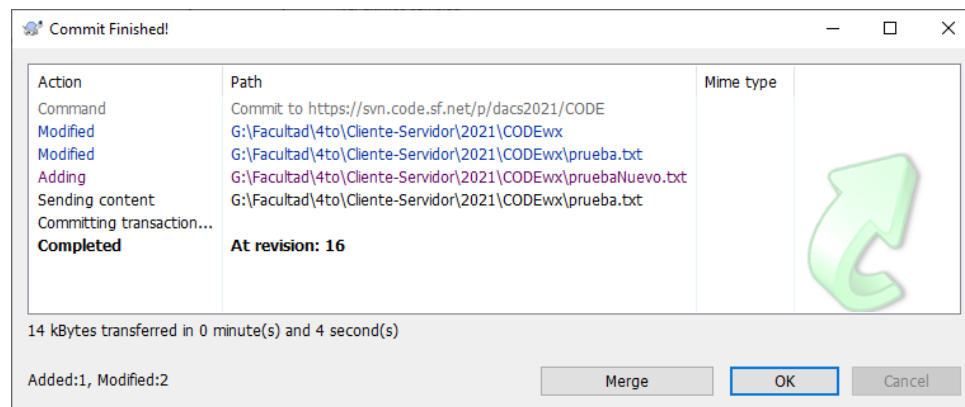 Commit Finished!
Action Path Mime type
Command Commit to https://svn.code.sf.net/p/dacs2021/CODE
Modified G:\Facultad\4to\Cliente-Servidor\2021\CODEwx
Modified G:\Facultad\4to\Cliente-Servidor\2021\CODEwx\prueba.txt
Adding G:\Facultad\4to\Cliente-Servidor\2021\CODEwx\pruebaNuevo.txt
Sending content G:\Facultad\4to\Cliente-Servidor\2021\CODEwx\prueba.txt
Committing transaction...
Completed At revision: 16
14 kBytes transferred in 0 minute(s) and 4 second(s)
Added:1, Modified:2 Merge OK Cancel